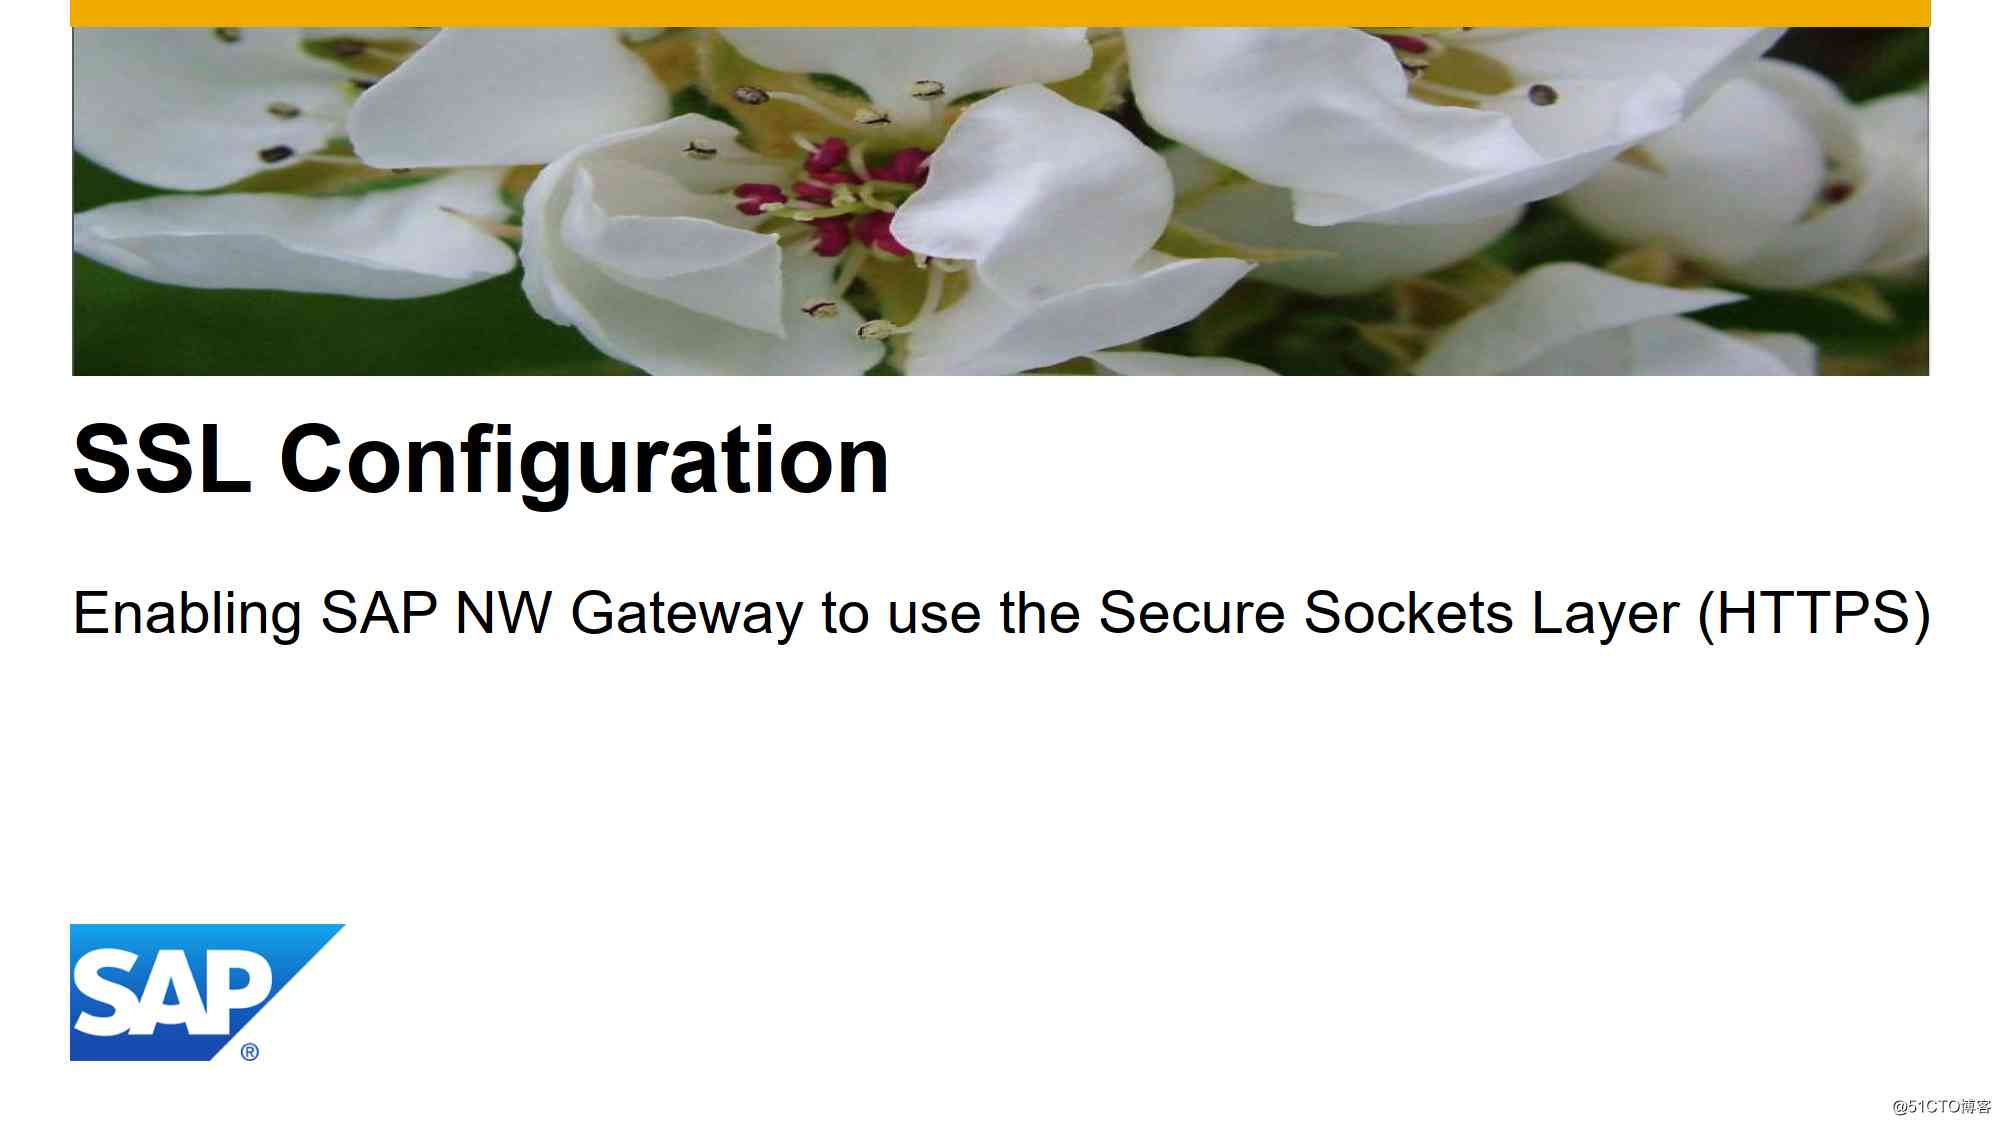 SSL Configuration
Enabling SAP NW Gateway to use the Secure Sockets Layer (HTTPS)
SAP
®
@51CTO博客